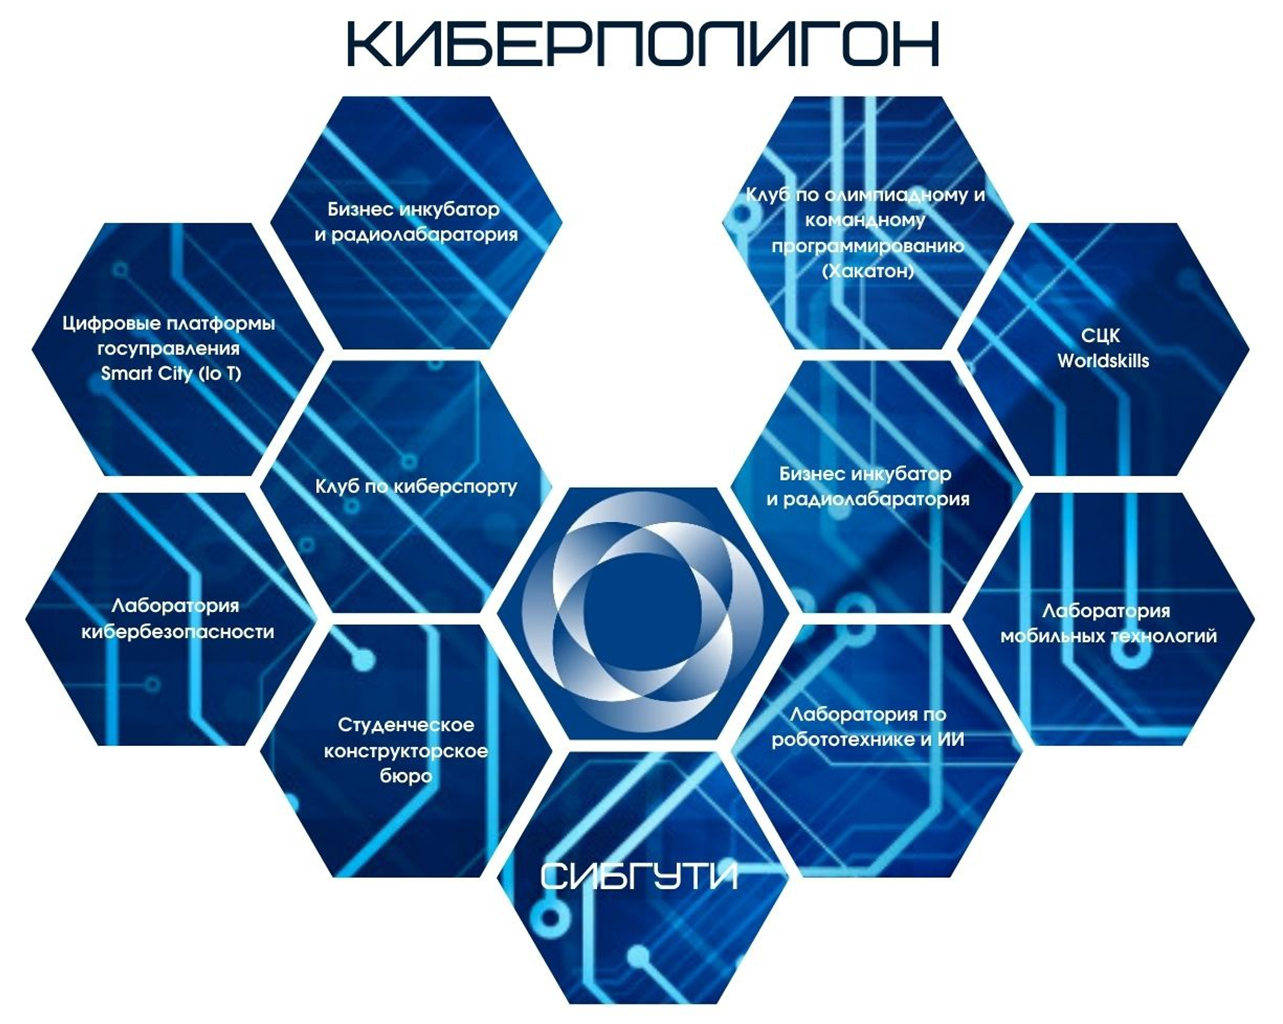 КИБЕРПОЛИГОН
Бизнес инкубатор
и радиолабаратория
Клуб по олимпиадному и
командному
программированию
(Хакатон)
Цифровые платформы
госуправления
Smart City (Io T)
СЦК
Worldskills
Клуб по киберспорту
Бизнес инкубатор
и радиолабаратория
Лаборатория
кибербезопасности
Лаборатория
мобильных технологий
Студенческое
конструкторское
бюро
Лаборатория по
робототехнике и ИИ
СИБГУТИ